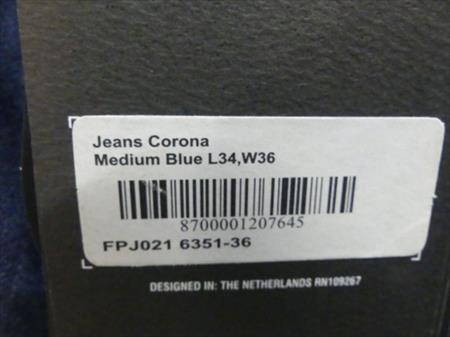 Jeans Corona
Medium Blue L34,W36
8700001207645
FPJ021 6351-36
DESIGNED IN: THE NETHERLANDS RN109267